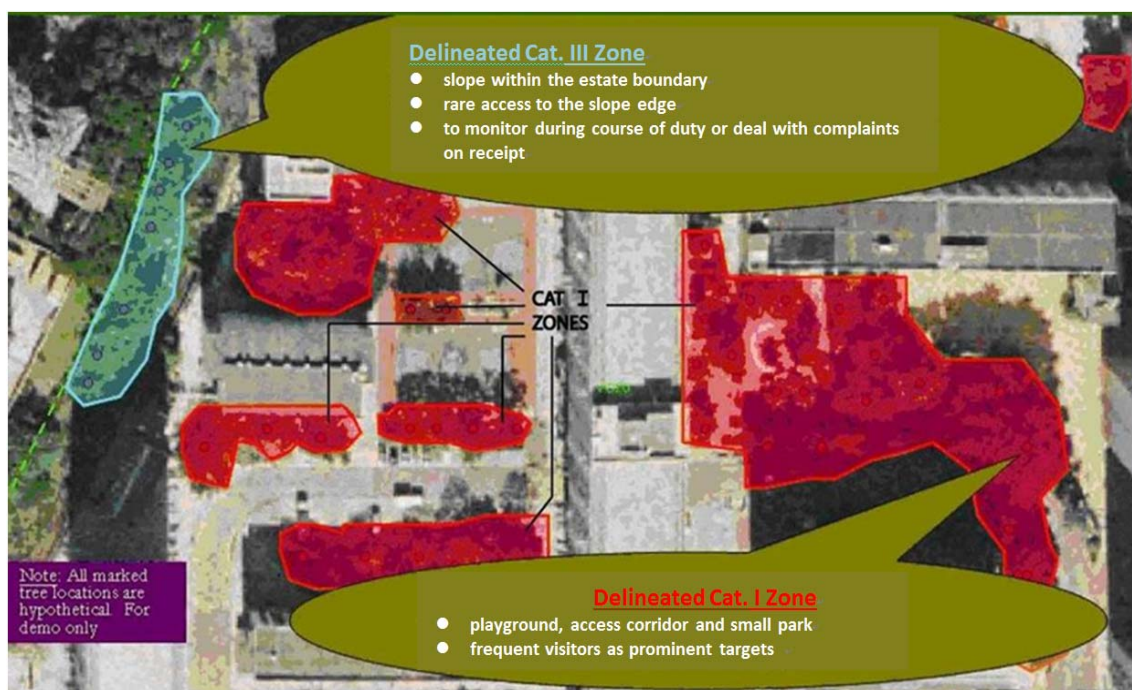 Delineated Cat. III Zone
● slope within the estate boundary
● rare access to the slope edge
● to monitor during course of duty or deal with complaints
on receipt
CAT I
ZONES
Note: All marked
tree locations are
hypothetical. For
demo only
Delineated Cat. I Zone
● playground, access corridor and small park
● frequent visitors as prominent targets